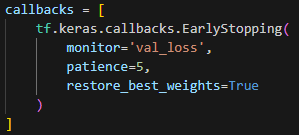 callbacks = [
    tf.keras.callbacks.EarlyStopping(
        monitor='val_loss',
        patience=5,
        restore_best_weights=True
    )
]